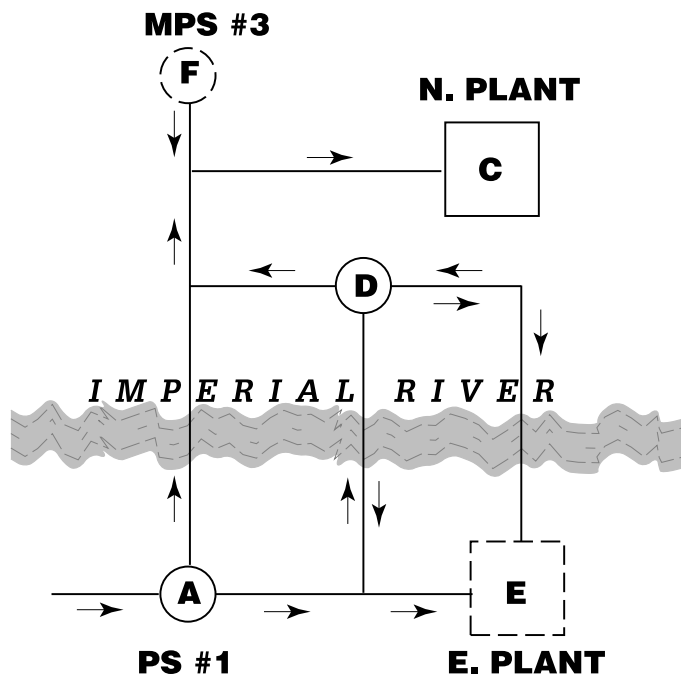 MPS #3
F
N. PLANT
C
D
IMPERIAL RIVER
A
E
PS #1
E. PLANT